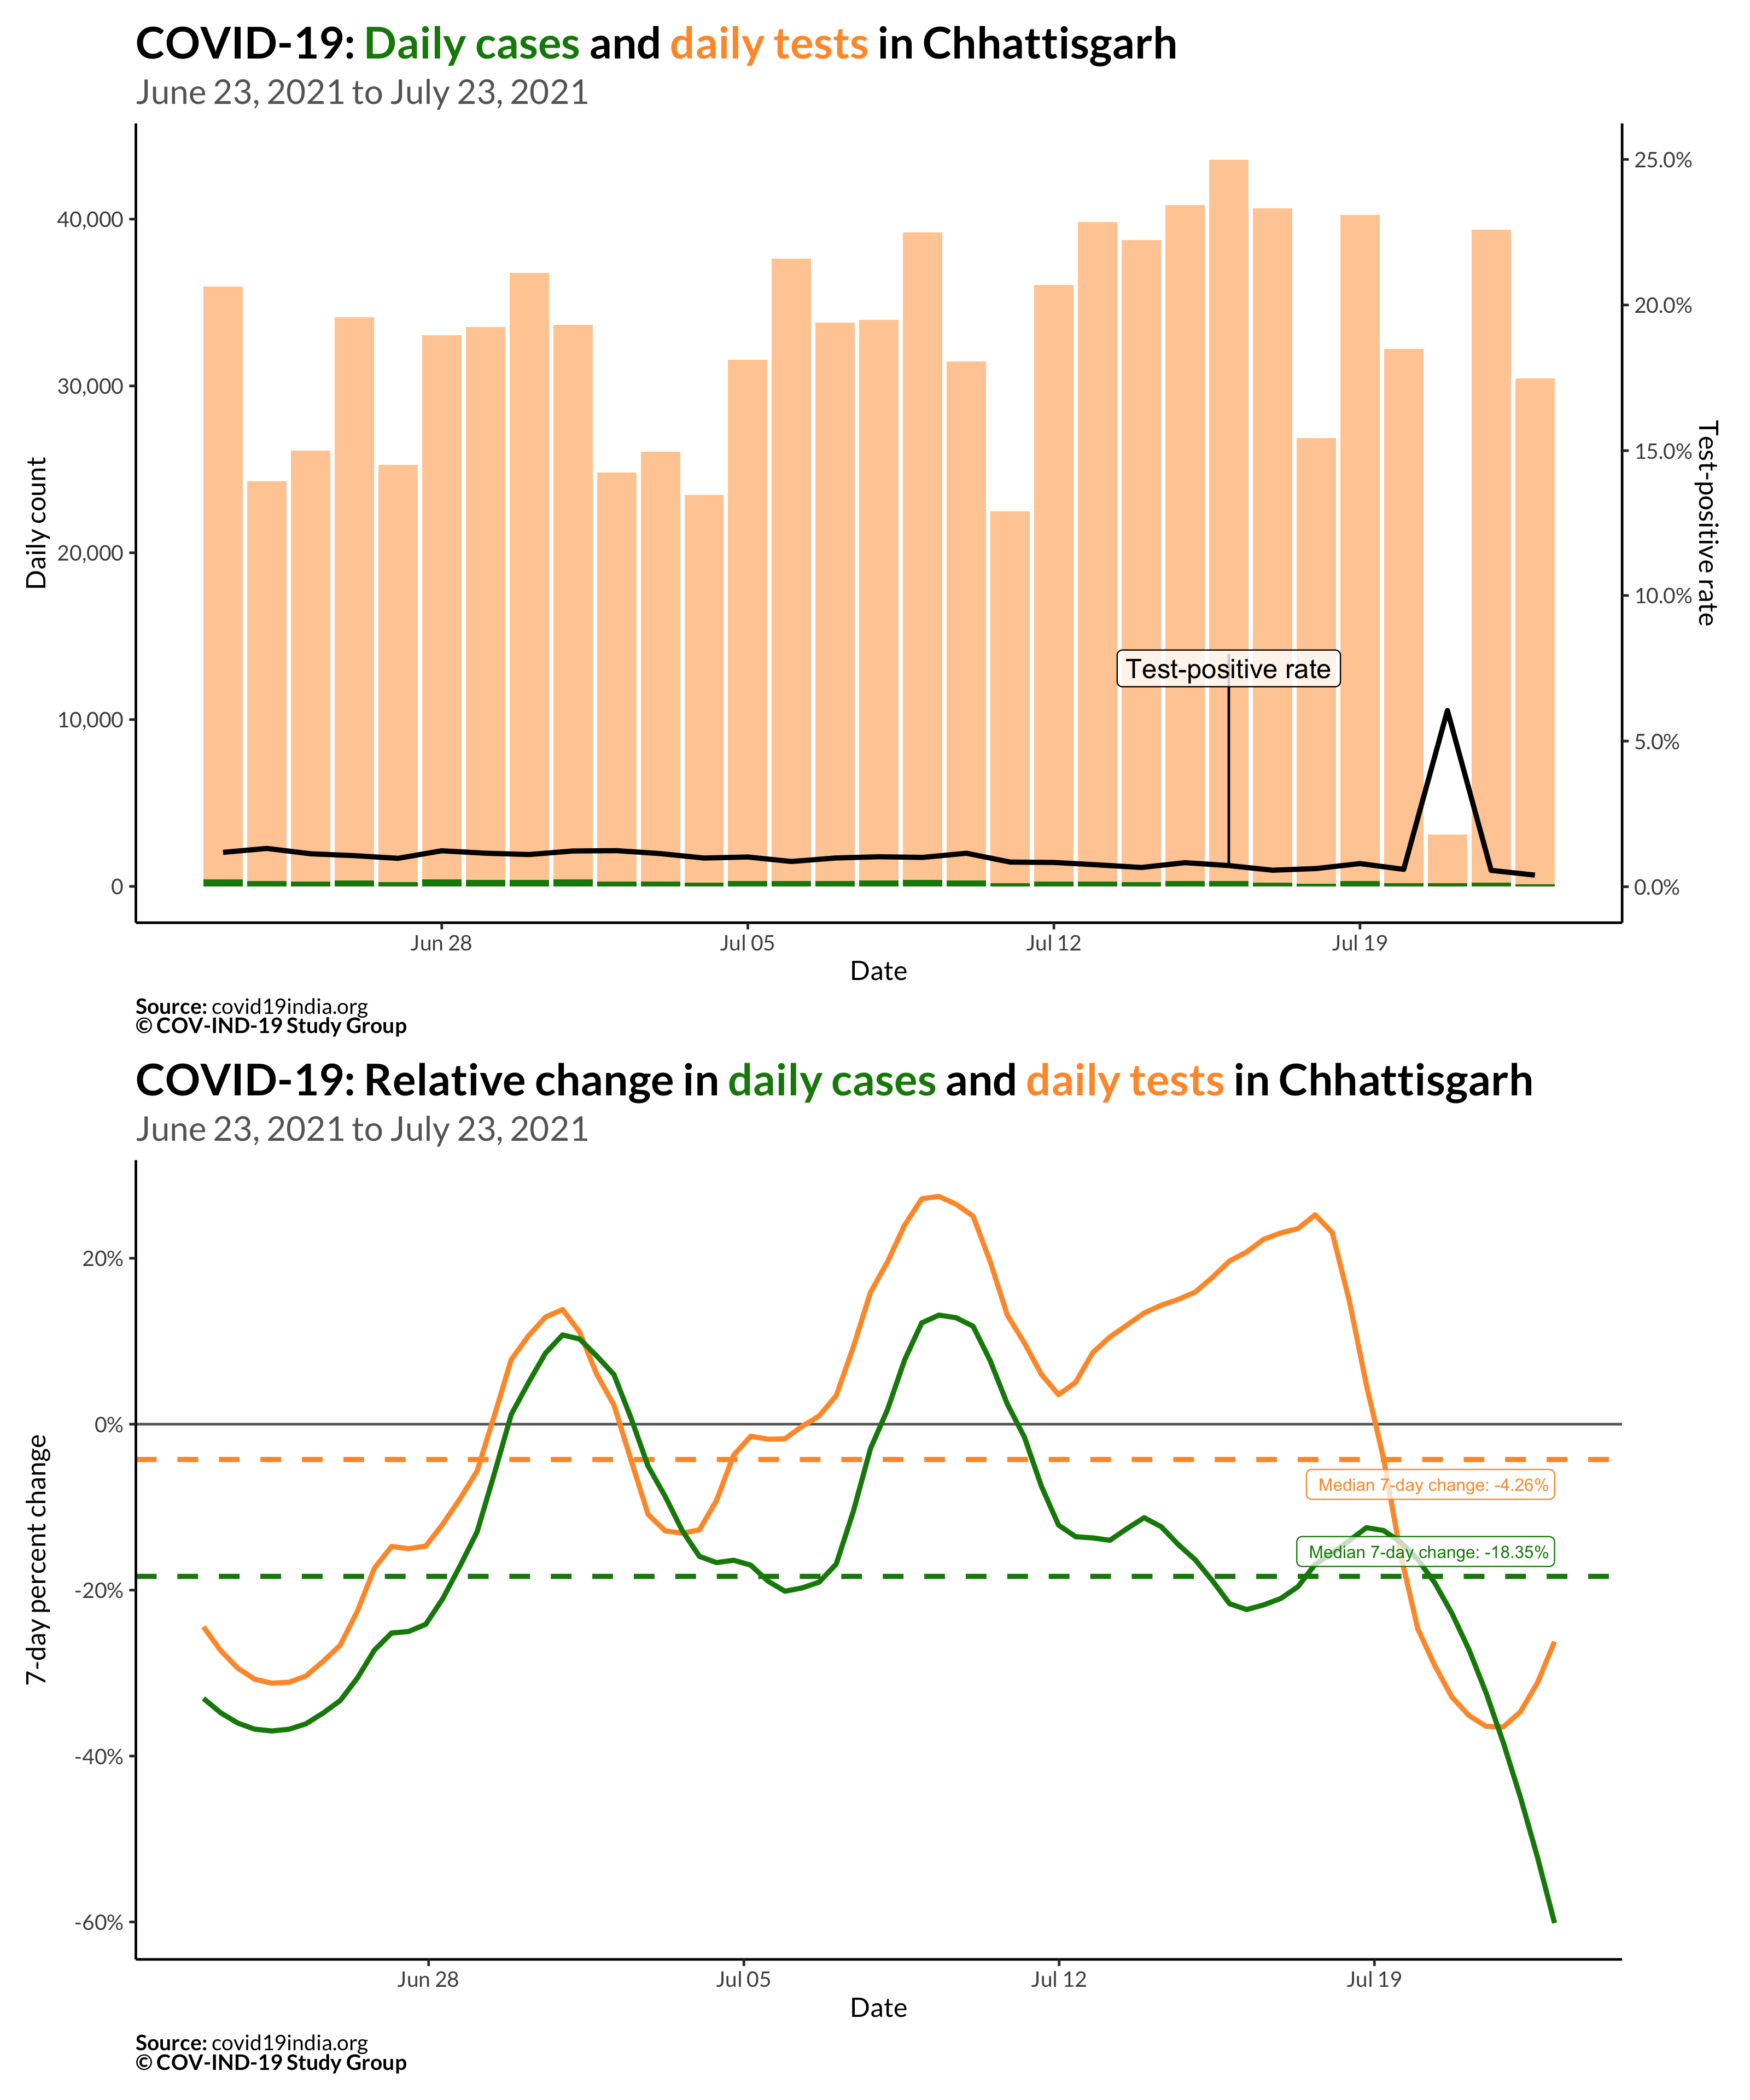 COVID-19: Daily cases and daily tests in Chhattisgarh
June 23, 2021 to July 23, 2021
40,000
30,000
20,000
10,000
0
Daily count
25.0%
20.0%
15.0%
10.0%
5.0%
0.0%
Test-positive rate
Test-positive rate
Jun 28
Jul 05
Jul 12
Jul 19
Date
Source: covid19india.org
© COV-IND-19 Study Group
COVID-19: Relative change in daily cases and daily tests in Chhattisgarh
June 23, 2021 to July 23, 2021
20%
0%
-20%
-40%
-60%
7-day percent change
Median 7-day change: -4.26%
Median 7-day change: -18.35%
Jun 28
Jul 05
Jul 12
Jul 19
Date
Source: covid19india.org
© COV-IND-19 Study Group